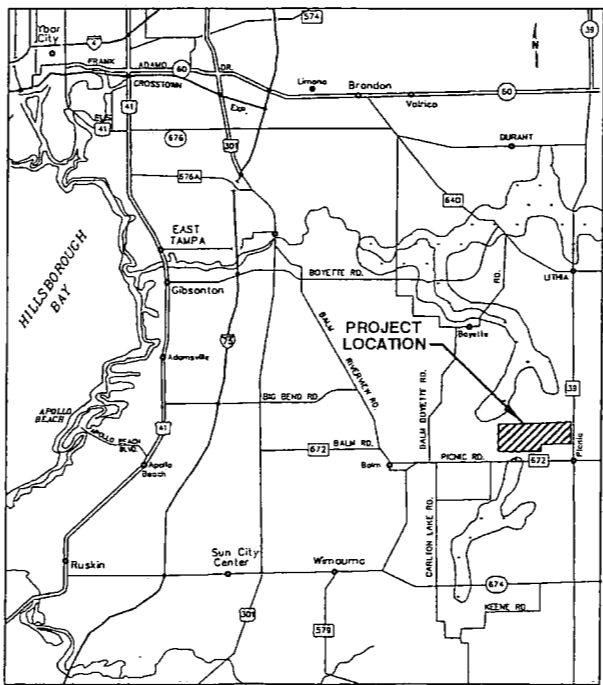 Ybor
City
4
574
39
N
FRANK
ADAMO
60
DR.
Limona
Brandon
Valrico
60
CROSSTOWN
41
41
676
301
DURANT
676A
640
EAST
TAMPA
HILLSBOROUGH
BAY
BOYETTE RD.
RD.
LITHIA
Gibsonton
PROJECT
LOCATION
Boyette
75
BALM
RIVERVIEW RD.
Adamsville
BALM BOYETTE RD.
39
BIG BEND RD.
APOLLO
BEACH
APOLLO BEACH
BLVD.
41
672
BALM RD.
PICNIC RD.
672
Picnic
Apollo
Beach
Balm
CARLTON LAKE RD.
Ruskin
Sun City
Center
Wimauma
674
301
579
KEENE RD.